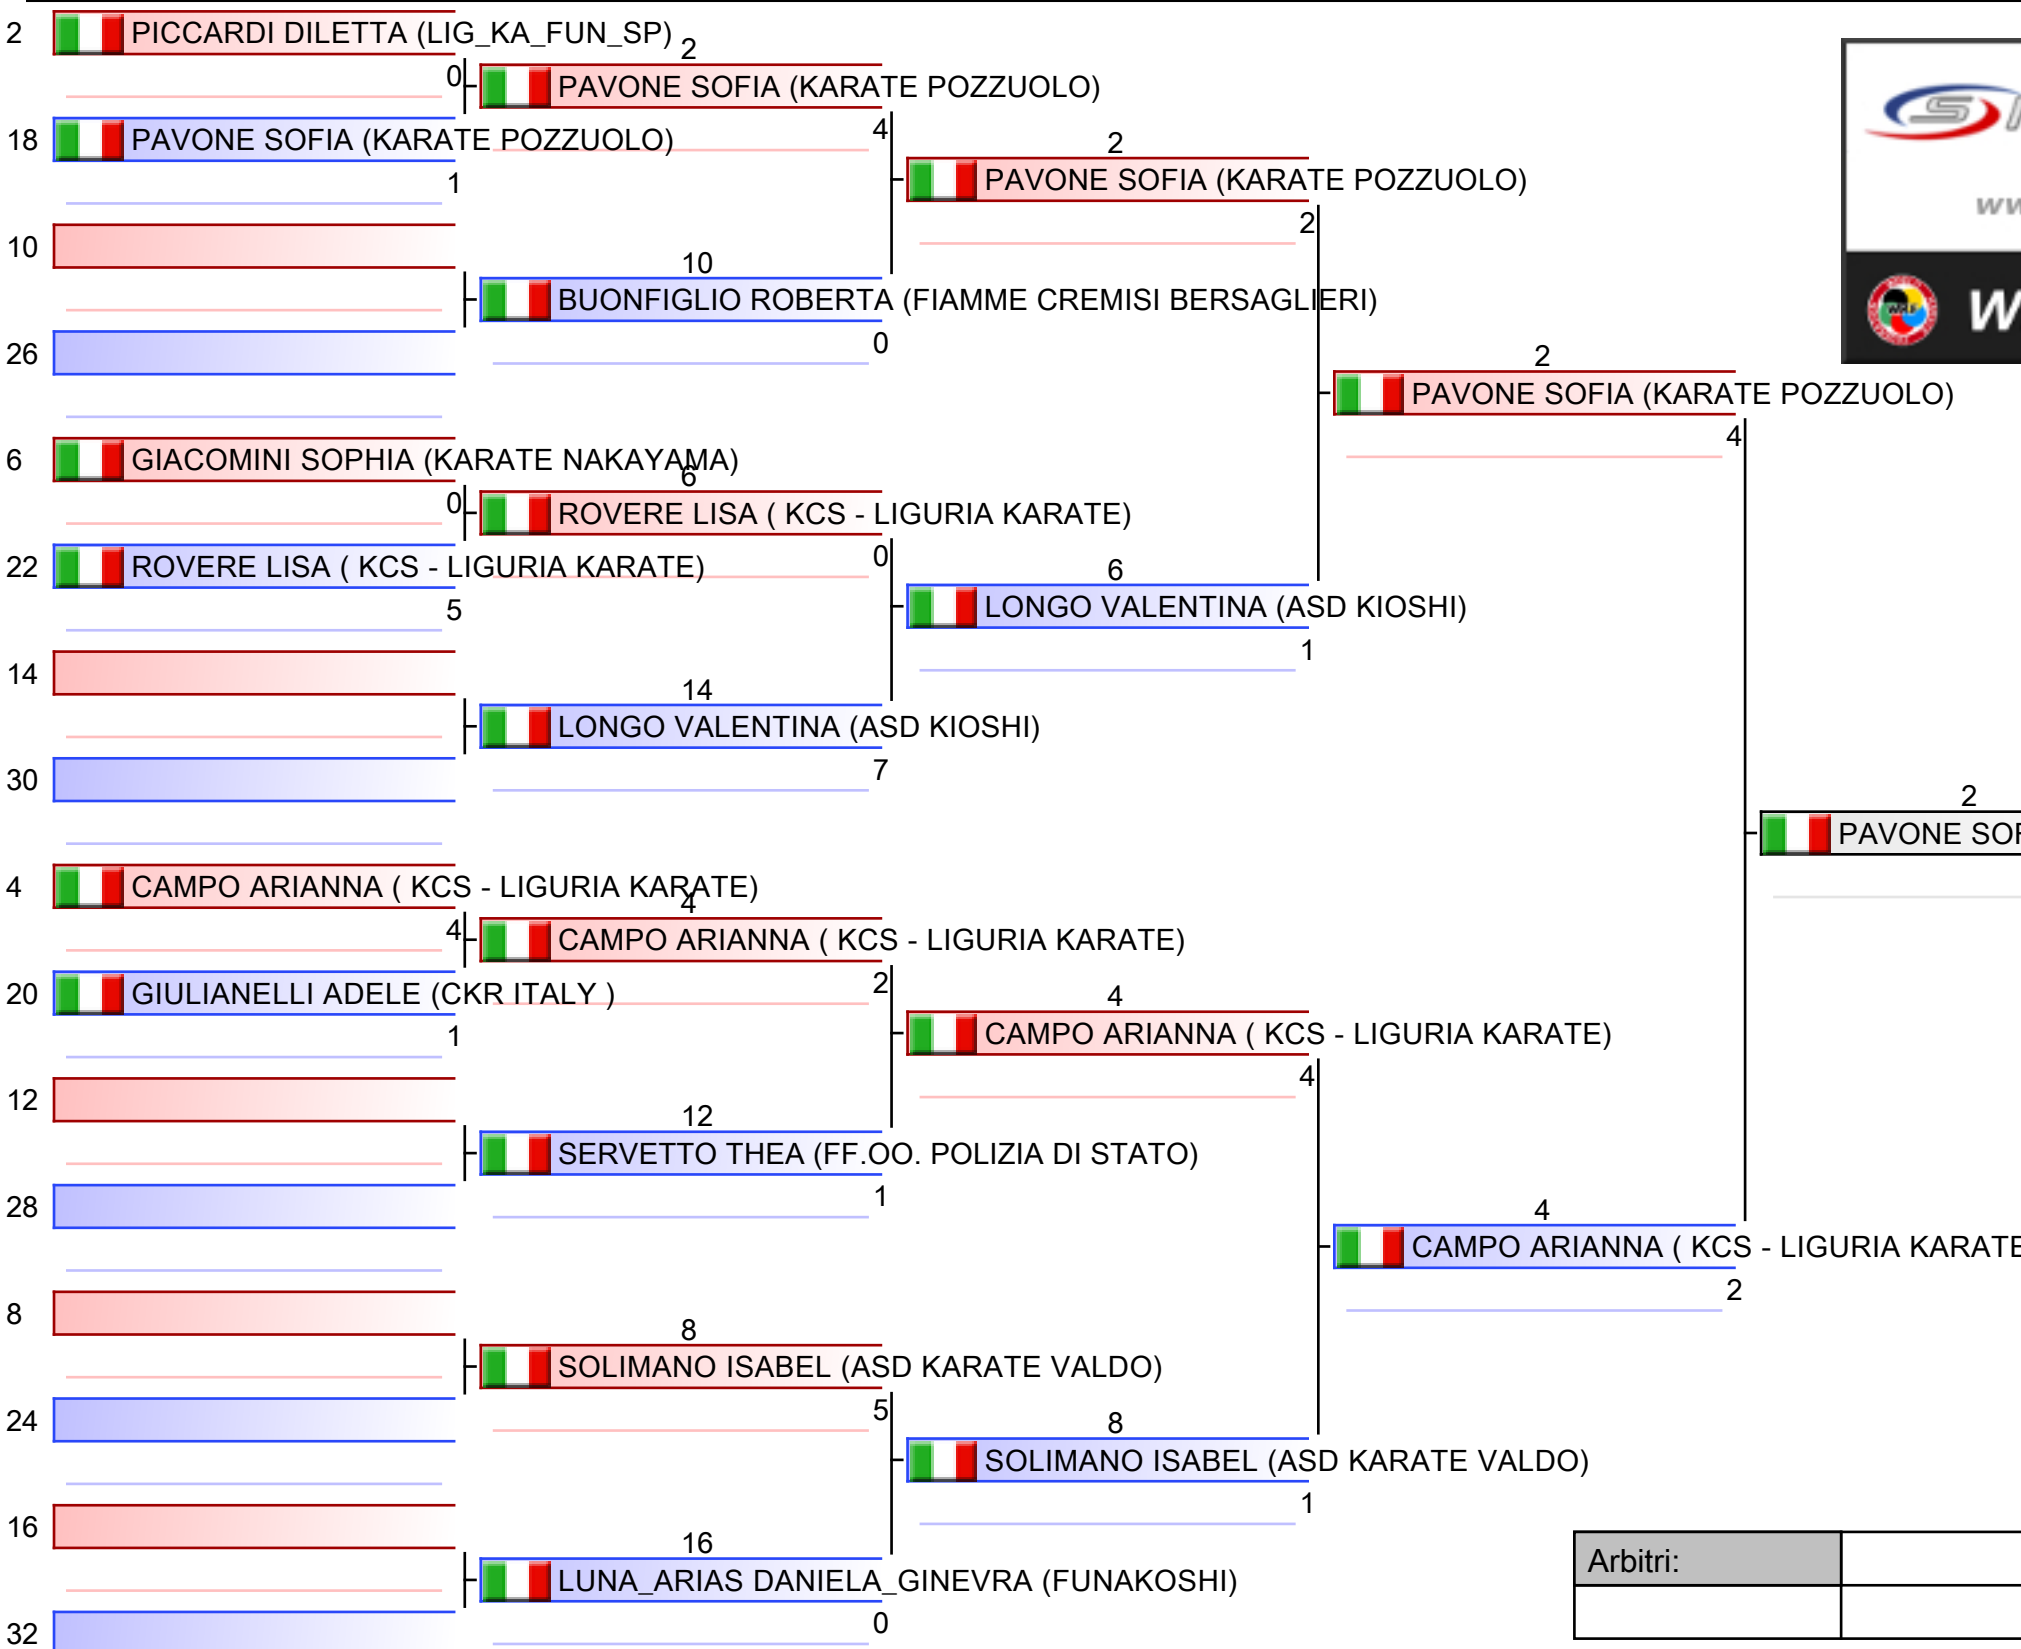 2 PICCARDI DILETTA (LIG_KA_FUN_SP)
0
18 PAVONE SOFIA (KARATE POZZUOLO)
1
10
26
6 GIACOMINI SOPHIA (KARATE NAKAYAMA)
0
22 ROVERE LISA ( KCS - LIGURIA KARATE)
5
14
30
4 CAMPO ARIANNA ( KCS - LIGURIA KARATE)
4
20 GIULIANELLI ADELE (CKR ITALY )
1
12
28
8
24
16
32
2
PAVONE SOFIA (KARATE POZZUOLO)
4
10
BUONFIGLIO ROBERTA (FIAMME CREMISI BERSAGLIERI)
0
6
ROVERE LISA ( KCS - LIGURIA KARATE)
0
14
LONGO VALENTINA (ASD KIOSHI)
7
4
CAMPO ARIANNA ( KCS - LIGURIA KARATE)
2
12
SERVETTO THEA (FF.OO. POLIZIA DI STATO)
1
8
SOLIMANO ISABEL (ASD KARATE VALDO)
5
16
LUNA_ARIAS DANIELA_GINEVRA (FUNAKOSHI)
0
2
PAVONE SOFIA (KARATE POZZUOLO)
2
6
LONGO VALENTINA (ASD KIOSHI)
1
4
CAMPO ARIANNA ( KCS - LIGURIA KARATE)
4
8
SOLIMANO ISABEL (ASD KARATE VALDO)
1
2
PAVONE SOFIA (KARATE POZZUOLO)
4
4
CAMPO ARIANNA ( KCS - LIGURIA KARATE
2
2
PAVONE SOF
S
ww
WKF W
Arbitri: